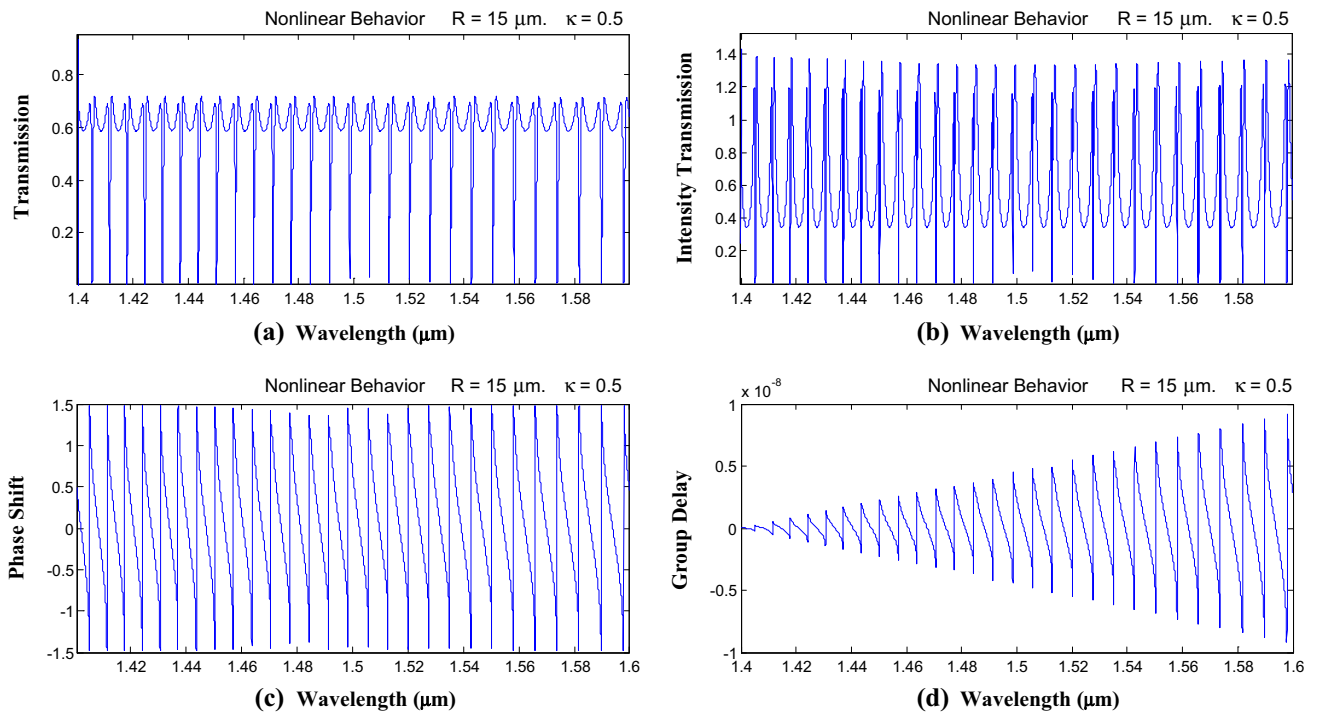 Nonlinear Behavior R = 15 μm. κ = 0.5
Transmission
0.8
0.6
0.4
0.2
1.4 1.42 1.44 1.46 1.48 1.5 1.52 1.54 1.56 1.58
(a) Wavelength (μm)
Nonlinear Behavior R = 15 μm. κ = 0.5
Intensity Transmission
1.4
1.2
1
0.8
0.6
0.4
0.2
1.4 1.42 1.44 1.46 1.48 1.5 1.52 1.54 1.56 1.58
(b) Wavelength (μm)
Nonlinear Behavior R = 15 μm. κ = 0.5
Phase Shift
1.5
1
0.5
0
-0.5
-1
-1.5
1.42 1.44 1.46 1.48 1.5 1.52 1.54 1.56 1.58 1.6
(c) Wavelength (μm)
Nonlinear Behavior R = 15 μm. κ = 0.5
x 10^-8
Group Delay
1
0.5
0
-0.5
-1
1.4 1.42 1.44 1.46 1.48 1.5 1.52 1.54 1.56 1.58 1.6
(d) Wavelength (μm)